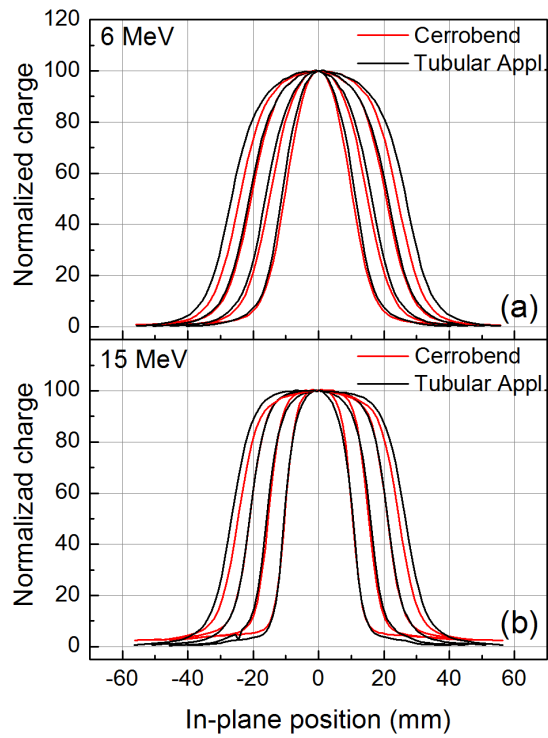 120
6 MeV
Cerrobend
Tubular Appl.
100
80
60
40
20
0
Normalized charge
(a)
15 MeV
Cerrobend
Tubular Appl.
100
80
60
40
20
0
Normalizad charge
(b)
-60 -40 -20 0 20 40 60
In-plane position (mm)